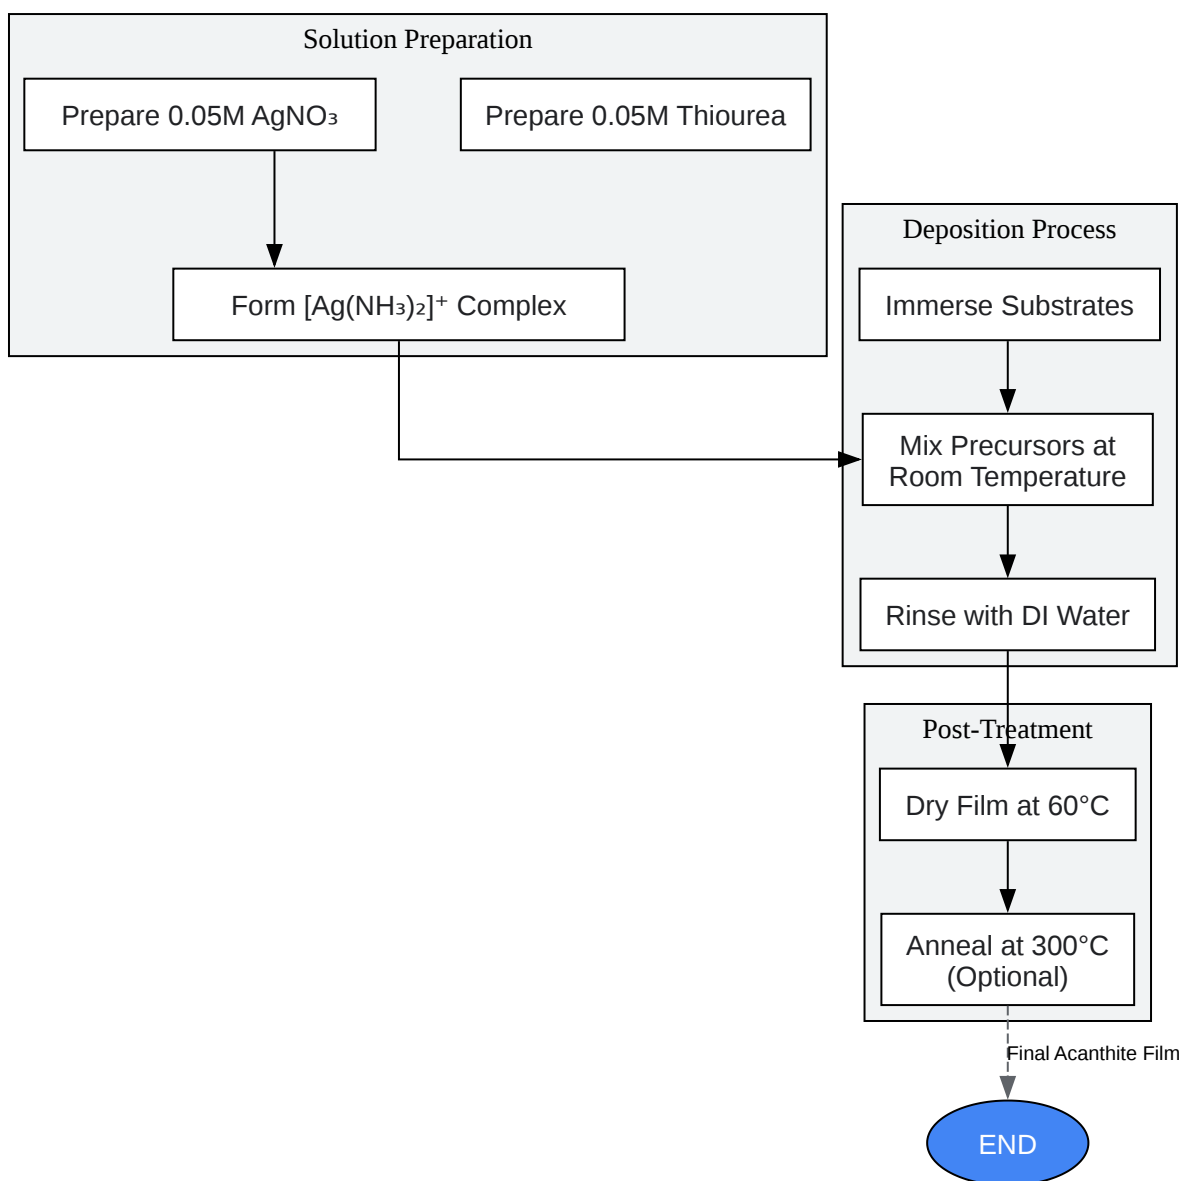 Solution Preparation
Prepare 0.05M AgNO₃
Prepare 0.05M Thiourea
Form [Ag(NH₃)₂]⁺ Complex
Deposition Process
Immerse Substrates
Mix Precursors at
Room Temperature
Rinse with DI Water
Post-Treatment
Dry Film at 60°C
Anneal at 300°C
(Optional)
Final Acanthite Film
END